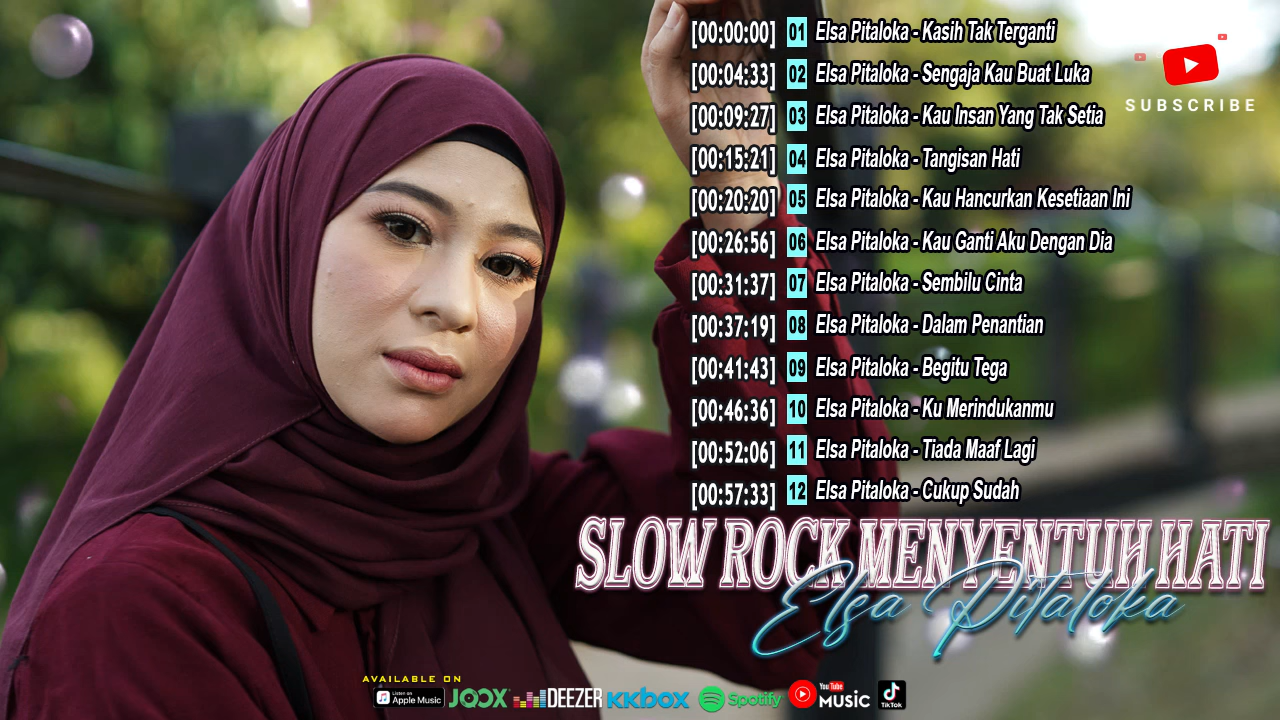 [00:00:00] 01 Elsa Pitaloka - Kasih Tak Terganti
[00:04:33] 02 Elsa Pitaloka - Sengaja Kau Buat Luka
[00:09:27] 03 Elsa Pitaloka - Kau Insan Yang Tak Setia
[00:15:21] 04 Elsa Pitaloka - Tangisan Hati
[00:20:20] 05 Elsa Pitaloka - Kau Hancurkan Kesetiaan Ini
[00:26:56] 06 Elsa Pitaloka - Kau Ganti Aku Dengan Dia
[00:31:37] 07 Elsa Pitaloka - Sembilu Cinta
[00:37:19] 08 Elsa Pitaloka - Dalam Penantian
[00:41:43] 09 Elsa Pitaloka - Begitu Tega
[00:46:36] 10 Elsa Pitaloka - Ku Merindukanmu
[00:52:06] 11 Elsa Pitaloka - Tiada Maaf Lagi
[00:57:33] 12 Elsa Pitaloka - Cukup Sudah
SUBSCRIBE
SLOW ROCK MENYENTUH HATI
Elsa Pitaloka
AVAILABLE ON
Listen on
Apple Music
JOOX
DEEZER
KKBOX
Spotify
YouTube
MUSIC
TikTok